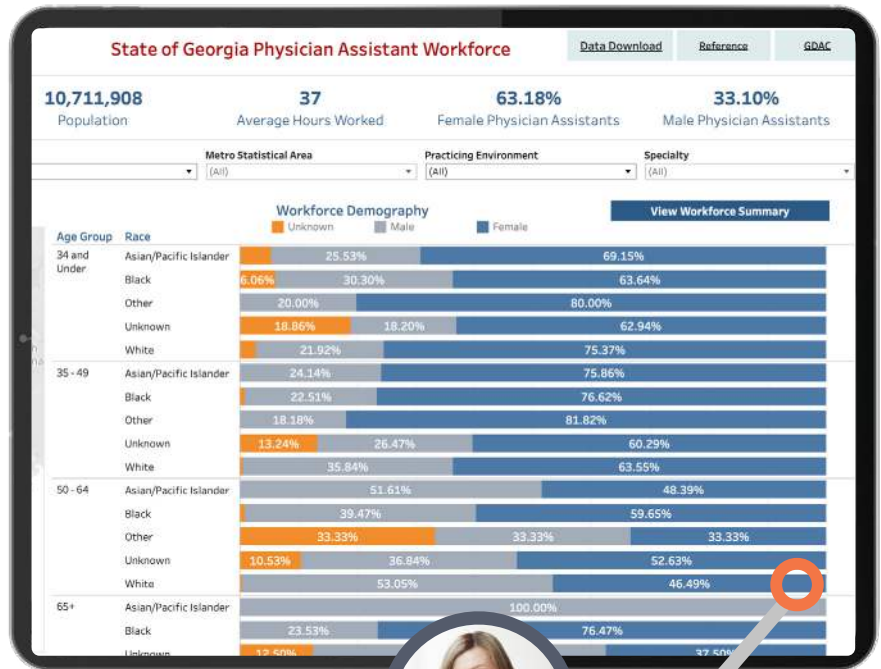 State of Georgia Physician Assistant Workforce
Data Download Reference GDAC
10,711,908 37 63.18% 33.10%
Population Average Hours Worked Female Physician Assistants Male Physician Assistants
Metro Statistical Area Practicing Environment Specialty
(All) (All) (All)
Workforce Demography View Workforce Summary
Unknown Male Female
Age Group Race
34 and Under Asian/Pacific Islander 25.53% 69.15%
Black 6.06% 30.30% 63.64%
Other 20.00% 80.00%
Unknown 18.86% 18.20% 62.94%
White 21.92% 75.37%
35 - 49 Asian/Pacific Islander 24.14% 75.86%
Black 22.51% 76.62%
Other 18.18% 81.82%
Unknown 13.24% 26.47% 60.29%
White 35.84% 63.55%
50 - 64 Asian/Pacific Islander 51.61% 48.39%
Black 39.47% 59.65%
Other 33.33% 33.33% 33.33%
Unknown 10.53% 36.84% 52.63%
White 53.05% 46.49%
65+ Asian/Pacific Islander 100.00%
Black 23.53% 76.47%
Unknown 12.50% 37.50%